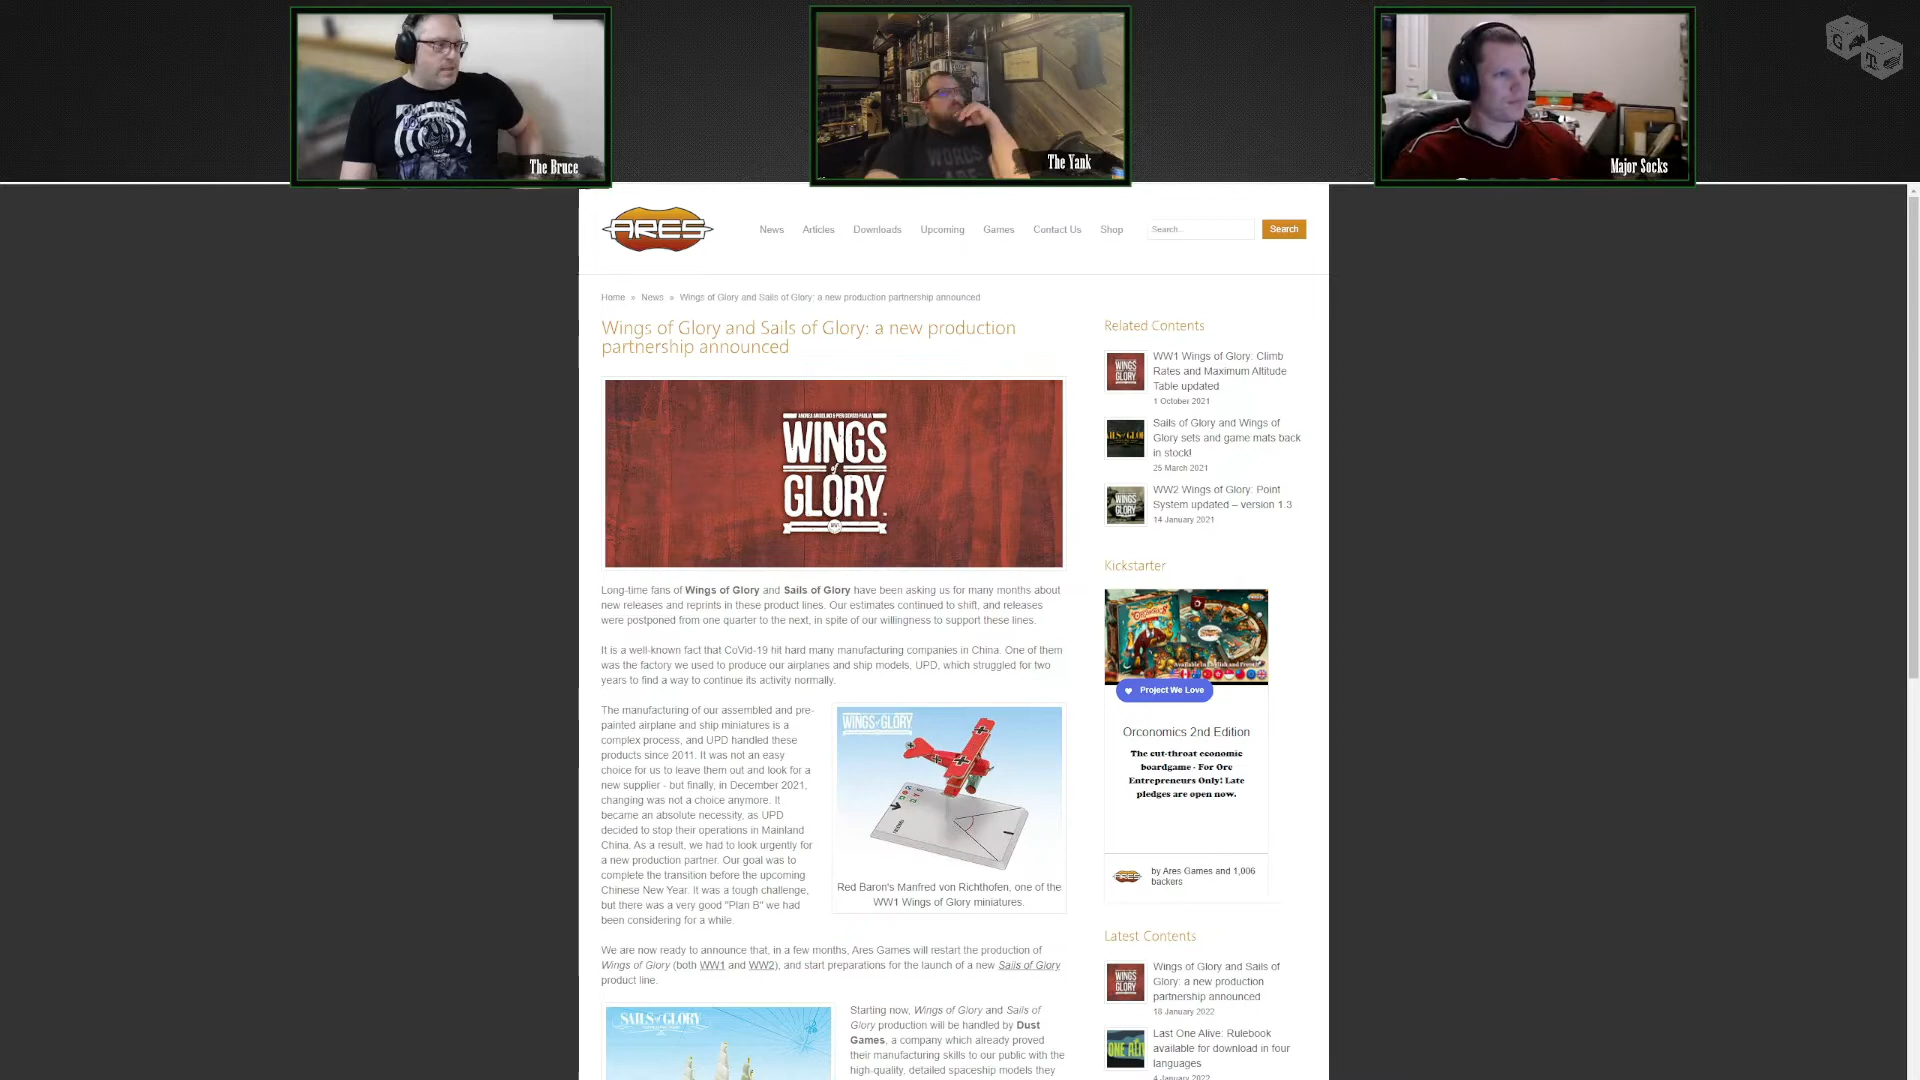 The Bruce
The Yank
Major Socks
WORGS
ARE
ARES
News
Articles
Downloads
Upcoming
Games
Contact Us
Shop
Search...
Search
Home » News » Wings of Glory and Sails of Glory: a new production partnership announced
Wings of Glory and Sails of Glory: a new production
partnership announced
WINGS
of
GLORY
Long-time fans of Wings of Glory and Sails of Glory have been asking us for many months about
new releases and reprints in these product lines. Our estimates continued to shift, and releases
were postponed from one quarter to the next, in spite of our willingness to support these lines.
It is a well-known fact that CoVid-19 hit hard many manufacturing companies in China. One of them
was the factory we used to produce our airplanes and ship models, UPD, which struggled for two
years to find a way to continue its activity normally.
The manufacturing of our assembled and pre-
painted airplane and ship miniatures is a
complex process, and UPD handled these
products since 2011. It was not an easy
choice for us to leave them out and look for a
new supplier - but finally, in December 2021,
changing was not a choice anymore. It
became an absolute necessity, as UPD
decided to stop their operations in Mainland
China. As a result, we had to look urgently for
a new production partner. Our goal was to
complete the transition before the upcoming
Chinese New Year. It was a tough challenge,
but there was a very good "Plan B" we had
been considering for a while.
WINGS of GLORY
Red Baron's Manfred von Richthofen, one of the
WW1 Wings of Glory miniatures.
We are now ready to announce that, in a few months, Ares Games will restart the production of
Wings of Glory (both WW1 and WW2), and start preparations for the launch of a new Sails of Glory
product line.
SAILS of GLORY
Starting now, Wings of Glory and Sails of
Glory production will be handled by Dust
Games, a company which already proved
their manufacturing skills to our public with the
high-quality, detailed spaceship models they
Related Contents
WINGS
GLORY
WW1 Wings of Glory: Climb
Rates and Maximum Altitude
Table updated
1 October 2021
Sails of Glory and Wings of
Glory sets and game mats back
in stock!
25 March 2021
WINGS
GLORY
WW2 Wings of Glory: Point
System updated – version 1.3
14 January 2021
Kickstarter
Available in English and French
Project We Love
Orconomics 2nd Edition
The cut-throat economic
boardgame - For Orc
Entrepreneurs Only! Late
pledges are open now.
ARES
by Ares Games and 1,006
backers
Latest Contents
WINGS
GLORY
Wings of Glory and Sails of
Glory: a new production
partnership announced
18 January 2022
Last One Alive: Rulebook
available for download in four
languages
4 January 2022